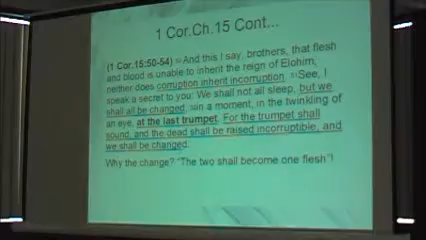 1 Cor.Ch.15 Cont...
(1 Cor.15:50-54) 50And this I say, brothers, that flesh
and blood is unable to inherit the reign of Elohim,
neither does corruption inherit incorruption. 51See, I
speak a secret to you: We shall not all sleep, but we
shall all be changed, 52in a moment, in the twinkling of
an eye, at the last trumpet. For the trumpet shall
sound, and the dead shall be raised incorruptible, and
we shall be changed.
Why the change? "The two shall become one flesh"!